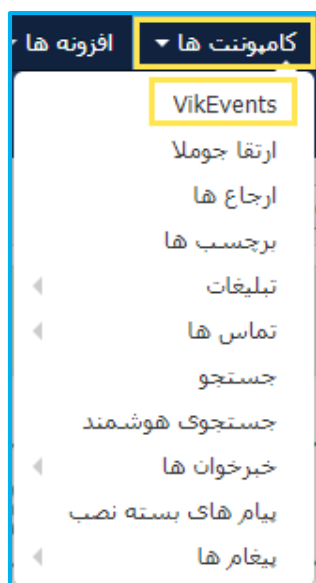 کامپوننت ها افزونه ها
VikEvents
ارتقا جوملا
ارجاع ها
برچسب ها
تبلیغات
تماس ها
جستجو
جستجوی هوشمند
خبرخوان ها
پیام های بسته نصب
پیغام ها